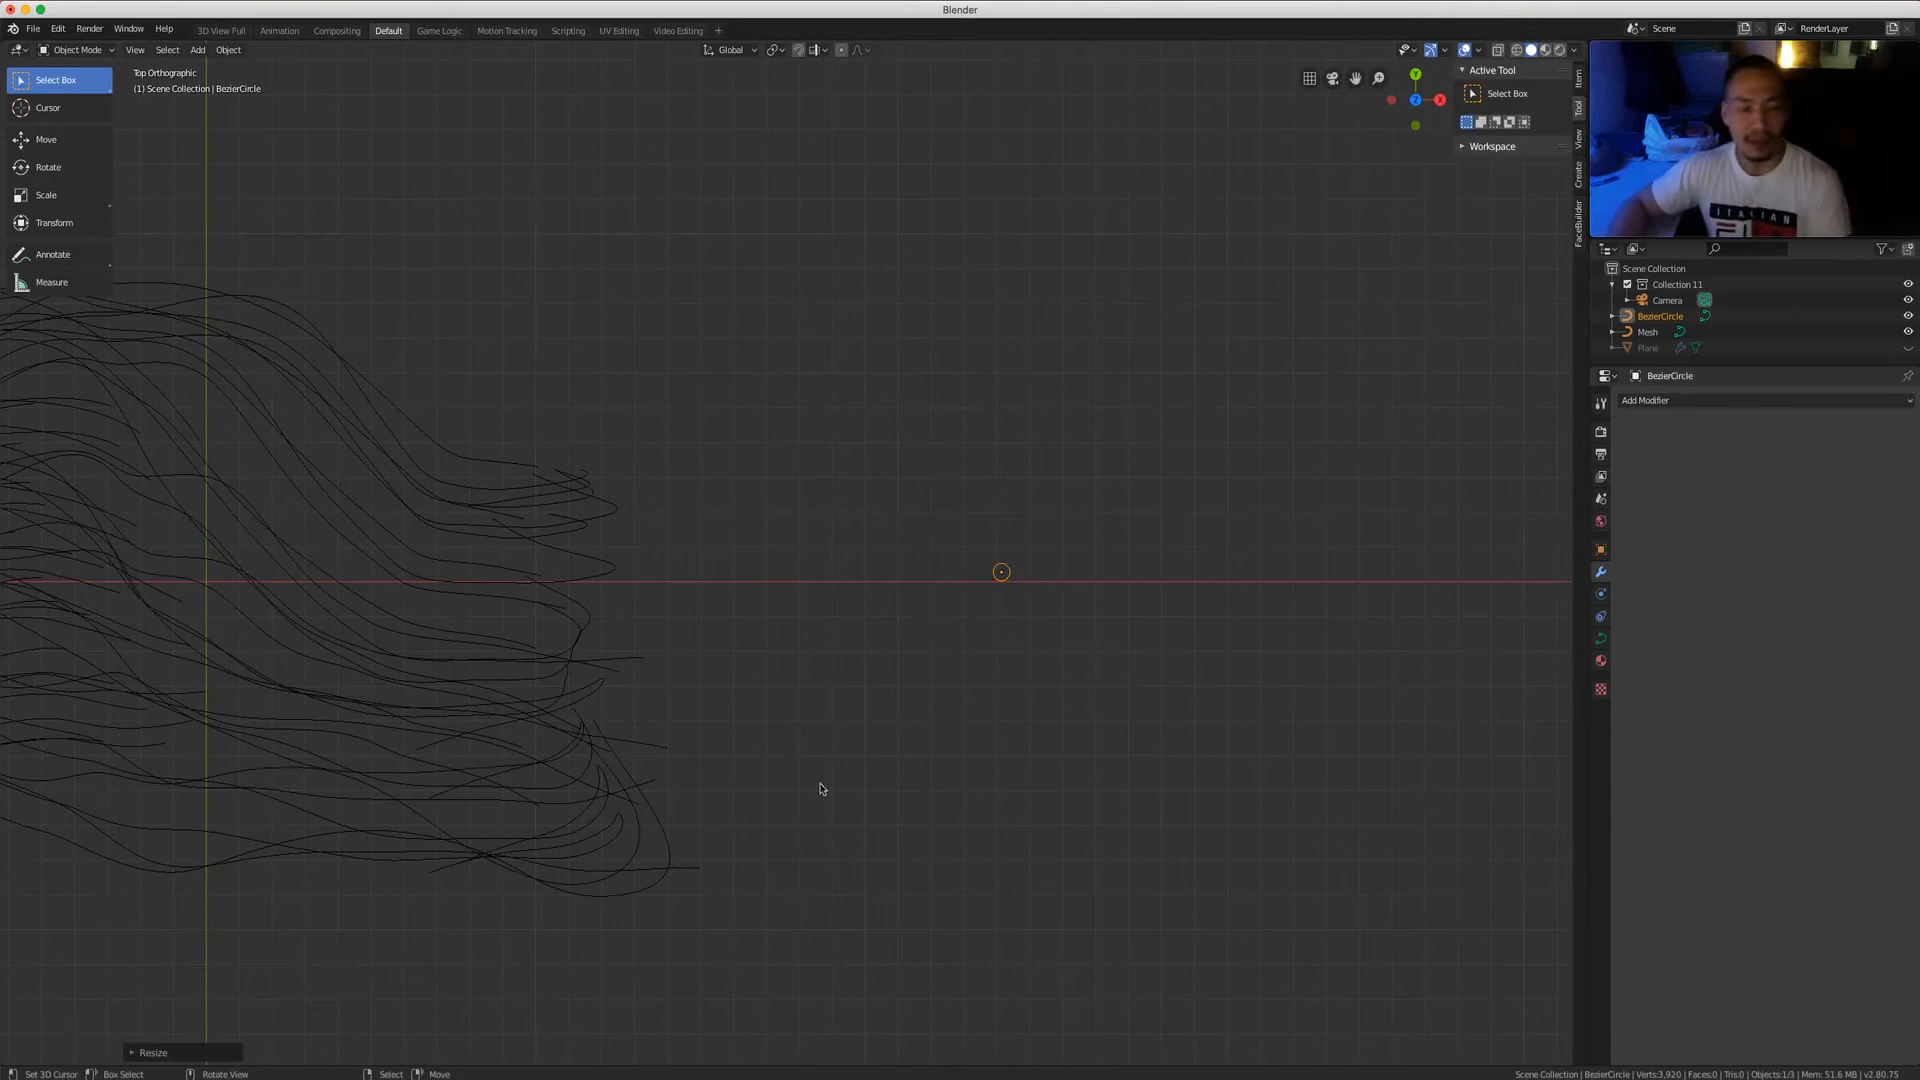 Blender
File Edit Render Window Help
3D View Full Animation Compositing Default Game Logic Motion Tracking Scripting UV Editing Video Editing +
Scene RenderLayer
Object Mode View Select Add Object
Global
Select Box
Cursor
Move
Rotate
Scale
Transform
Annotate
Measure
Top Orthographic
(1) Scene Collection | BezierCircle
Y
Z
X
Active Tool
Select Box
Workspace
Item
Tool
View
Create
FaceBuilder
ITALIAN
Scene Collection
Collection 11
Camera
BezierCircle
Mesh
Plane
BezierCircle
Add Modifier
Resize
Set 3D Cursor Box Select Rotate View Select Move
Scene Collection | BezierCircle | Verts:3,920 | Faces:0 | Tris:0 | Objects:1/3 | Mem: 51.6 MB | v2.80.75